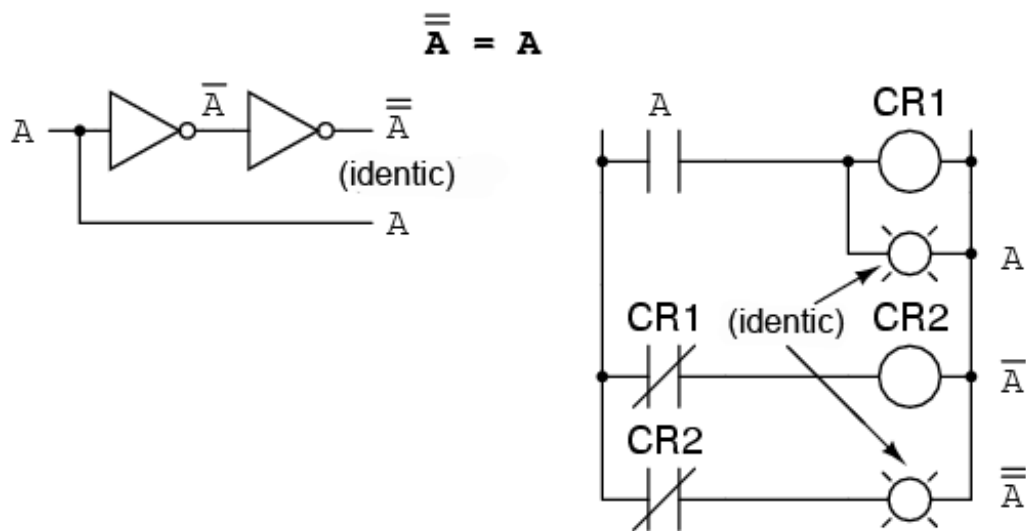 A̿ = A
A A̅ A̿
(identic)
A
A CR1
A
CR1 (identic) CR2
A̅
CR2
A̿